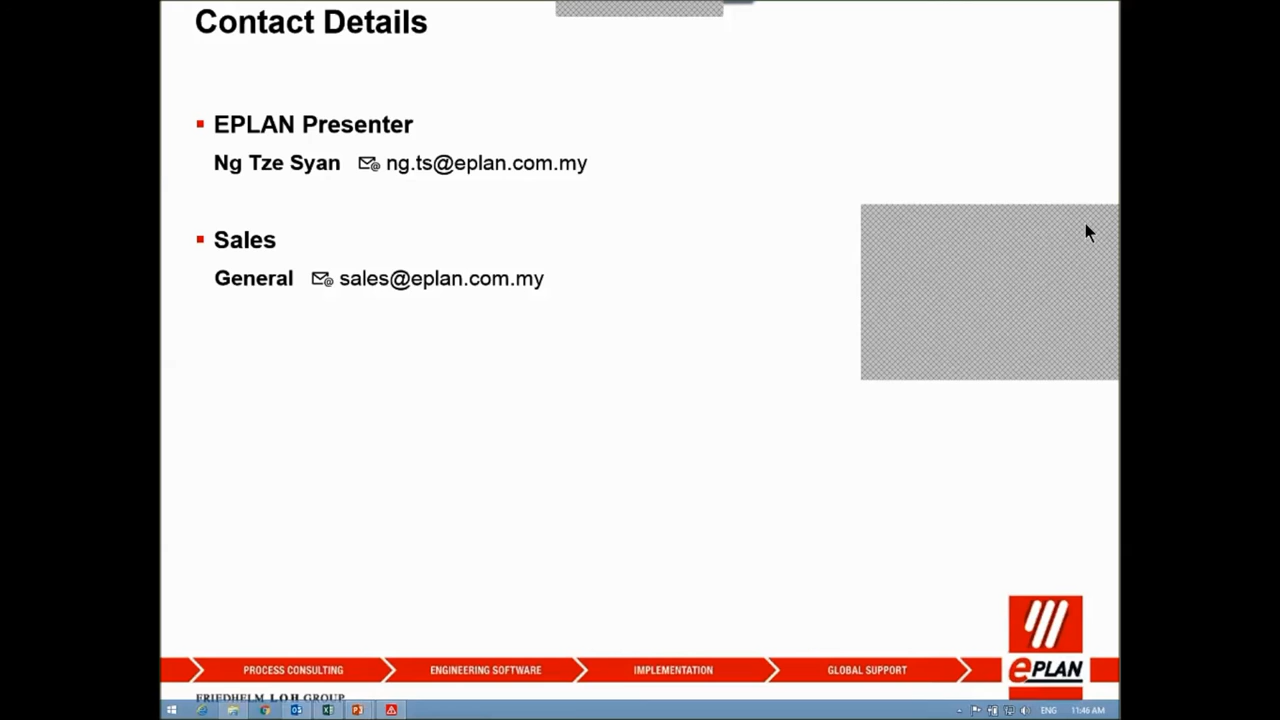 Contact Details
EPLAN Presenter
Ng Tze Syan ng.ts@eplan.com.my
Sales
General sales@eplan.com.my
PROCESS CONSULTING
ENGINEERING SOFTWARE
IMPLEMENTATION
GLOBAL SUPPORT
ePLAN
FRIEDHELM LOH GROUP
ENG
11:46 AM